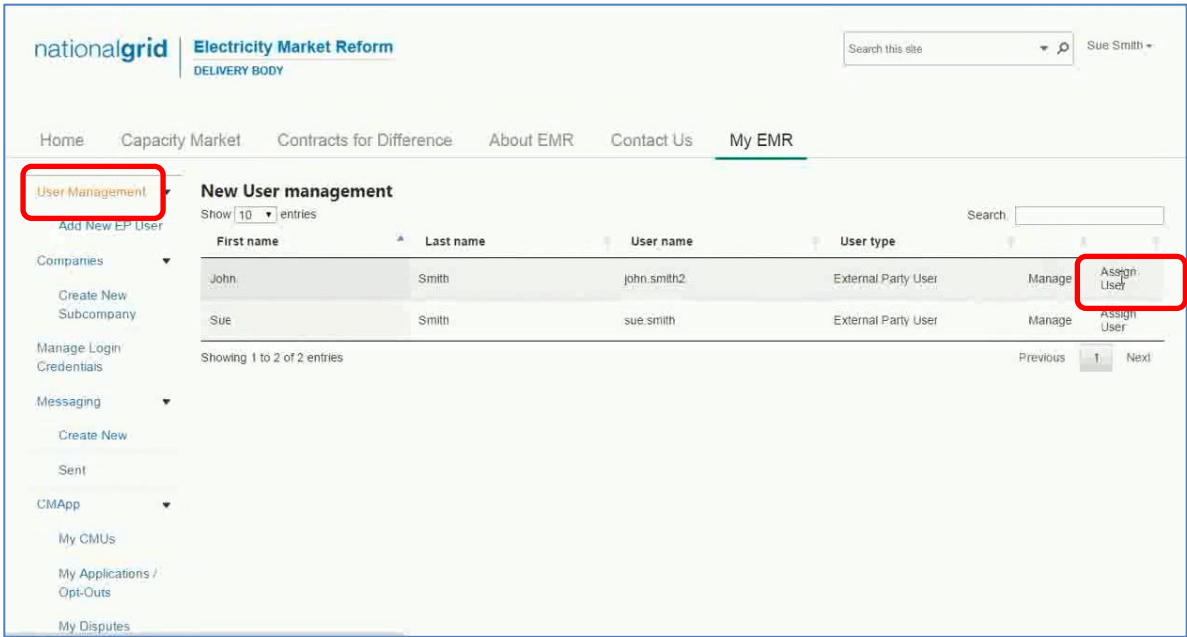 nationalgrid
Electricity Market Reform
DELIVERY BODY
Search this site
Sue Smith
Home Capacity Market Contracts for Difference About EMR Contact Us My EMR
User Management
Add New EP User
Companies
Create New
Subcompany
Manage Login
Credentials
Messaging
Create New
Sent
CMApp
My CMUs
My Applications /
Opt-Outs
My Disputes
New User management
Show 10 entries
Search
First name Last name User name User type
John Smith john.smith2 External Party User Manage Assign
User
Sue Smith sue.smith External Party User Manage Assign
User
Showing 1 to 2 of 2 entries
Previous 1 Next